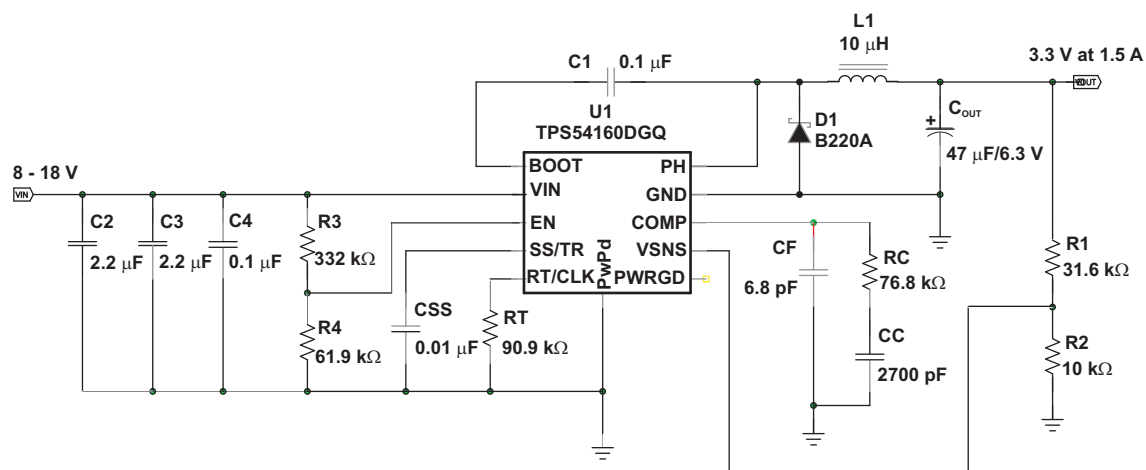 L1
10 μH
3.3 V at 1.5 A
C1
0.1 μF
U1
TPS54160DGQ
D1
B220A
C_OUT
+
47 μF/6.3 V
8 - 18 V
VIN
BOOT
VIN
EN
SS/TR
RT/CLK
PwPd
PH
GND
COMP
VSNS
PWRGD
C2
2.2 μF
C3
2.2 μF
C4
0.1 μF
R3
332 kΩ
R4
61.9 kΩ
CSS
0.01 μF
RT
90.9 kΩ
CF
6.8 pF
RC
76.8 kΩ
CC
2700 pF
R1
31.6 kΩ
R2
10 kΩ